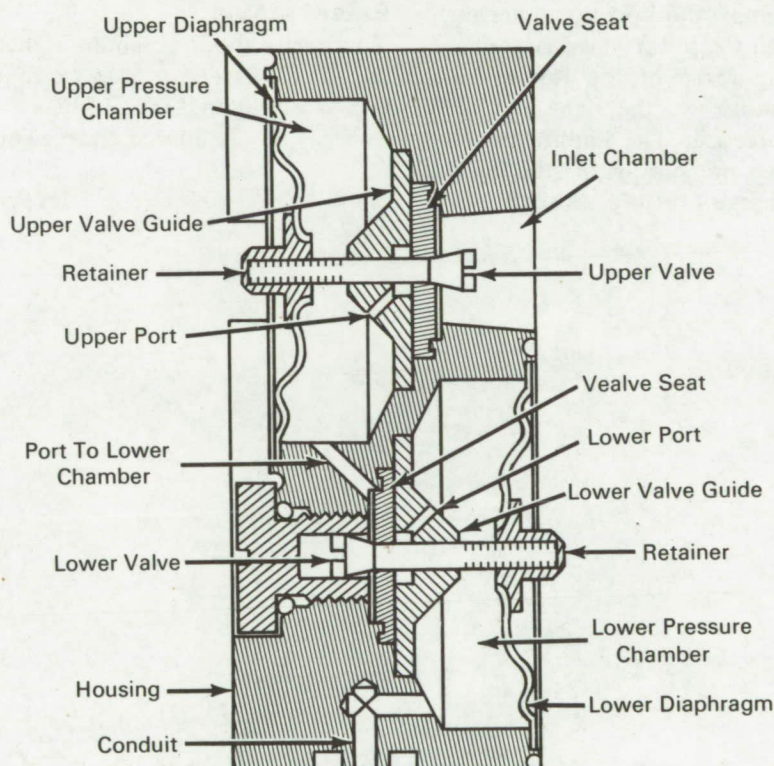 Upper Diaphragm
Valve Seat
Upper Pressure
Chamber
Inlet Chamber
Upper Valve Guide
Retainer
Upper Valve
Upper Port
Vealve Seat
Lower Port
Port To Lower
Chamber
Lower Valve Guide
Lower Valve
Retainer
Lower Pressure
Chamber
Housing
Lower Diaphragm
Conduit